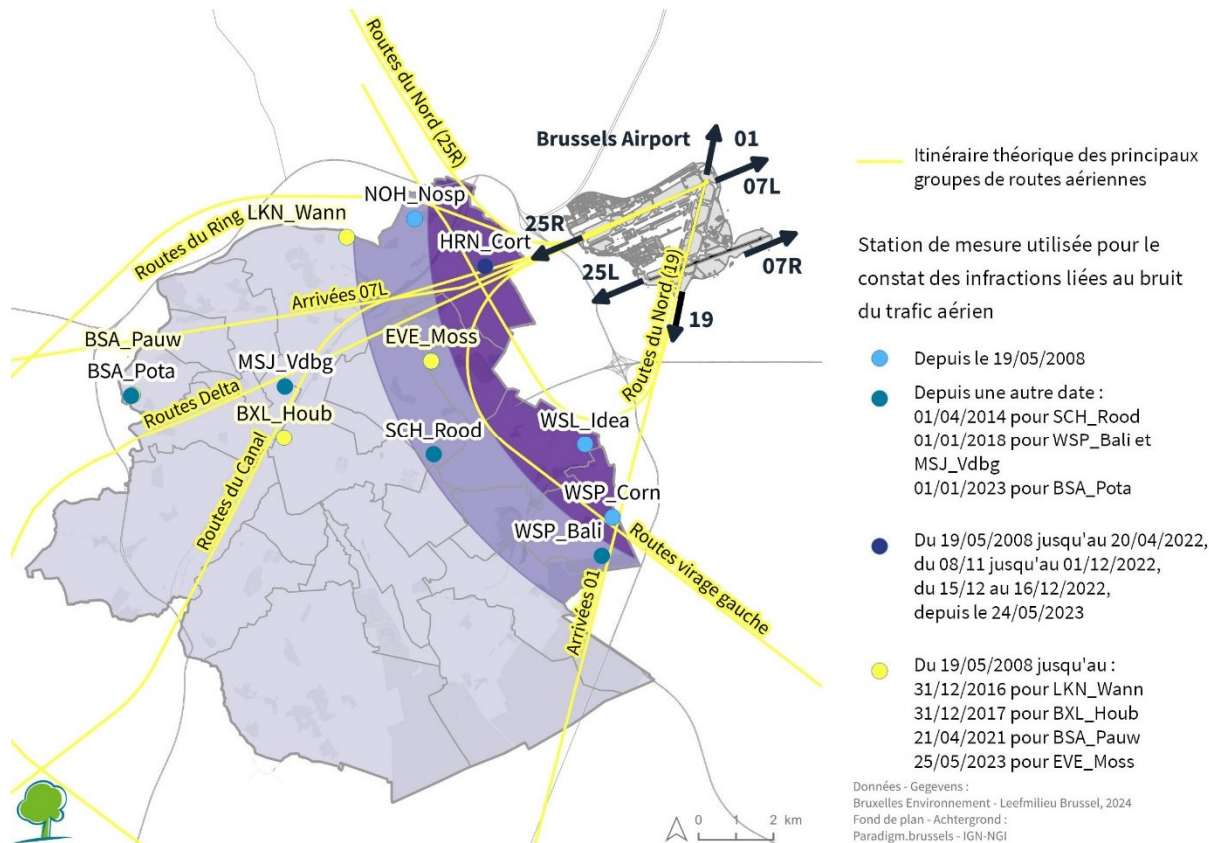 Routes du Nord (25R)
Brussels Airport
01
07L
NOH_Nosp
LKN_Wann
25R
Routes du Ring
HRN_Cort
07R
25L
Arrivées 07L
19
Routes du Nord (19)
BSA_Pauw
EVE_Moss
BSA_Pota
MSJ_Vdbg
Routes Delta
BXL_Houb
WSL_Idea
SCH_Rood
Routes du Canal
WSP_Corn
WSP_Bali
Routes virage gauche
Arrivées 01
0 1 2 km
Itinéraire théorique des principaux
groupes de routes aériennes
Station de mesure utilisée pour le
constat des infractions liées au bruit
du trafic aérien
Depuis le 19/05/2008
Depuis une autre date :
01/04/2014 pour SCH_Rood
01/01/2018 pour WSP_Bali et
MSJ_Vdbg
01/01/2023 pour BSA_Pota
Du 19/05/2008 jusqu'au 20/04/2022,
du 08/11 jusqu'au 01/12/2022,
du 15/12 au 16/12/2022,
depuis le 24/05/2023
Du 19/05/2008 jusqu'au :
31/12/2016 pour LKN_Wann
31/12/2017 pour BXL_Houb
21/04/2021 pour BSA_Pauw
25/05/2023 pour EVE_Moss
Données - Gegevens :
Bruxelles Environnement - Leefmilieu Brussel, 2024
Fond de plan - Achtergrond :
Paradigm.brussels - IGN-NGI